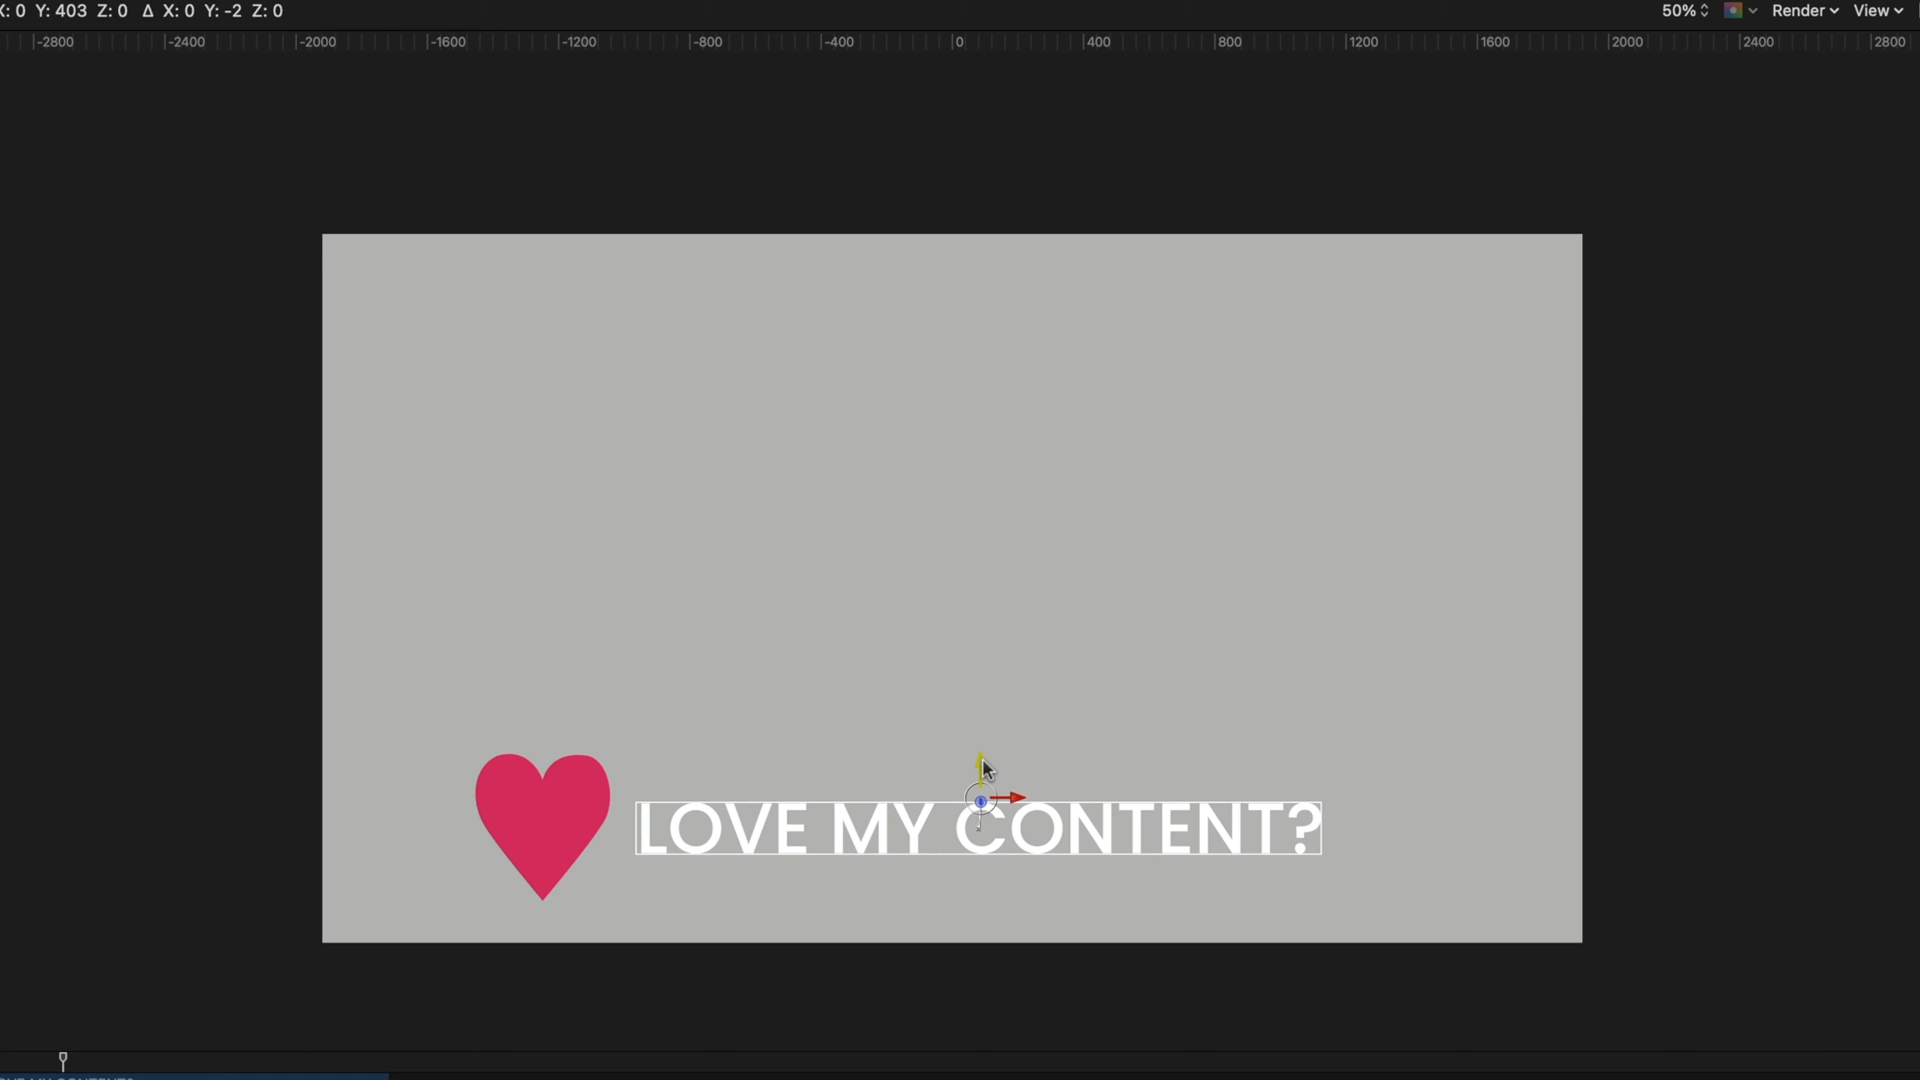 X: 0 Y: 403 Z: 0 Δ X: 0 Y: -2 Z: 0
50% Render View
-2800 -2400 -2000 -1600 -1200 -800 -400 0 400 800 1200 1600 2000 2400 2800
LOVE MY CONTENT?